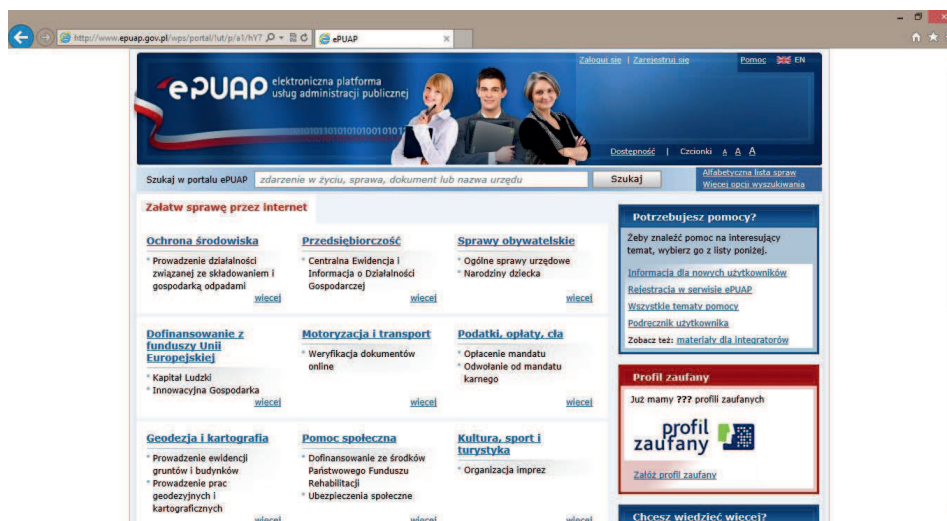 http://www.epuap.gov.pl/wps/portal/lut/p/a1/hY7
ePUAP
Zaloguj się | Zarejestruj się
Pomoc EN
ePUAP elektroniczna platforma
usług administracji publicznej
Dostępność | Czcionki A A A
Szukaj w portalu ePUAP zdarzenie w życiu, sprawa, dokument lub nazwa urzędu Szukaj
Alfabetyczna lista spraw
Więcej opcji wyszukiwania
Załatw sprawę przez internet
Ochrona środowiska
Prowadzenie działalności
związanej ze składowaniem i
gospodarką odpadami
więcej
Przedsiębiorczość
Centralna Ewidencja i
Informacja o Działalności
Gospodarczej
więcej
Sprawy obywatelskie
Ogólne sprawy urzędowe
Narodziny dziecka
więcej
Dofinansowanie z
funduszy Unii
Europejskiej
Kapitał Ludzki
Innowacyjna Gospodarka
więcej
Motoryzacja i transport
Weryfikacja dokumentów
online
więcej
Podatki, opłaty, cła
Opłacenie mandatu
Odwołanie od mandatu
karnego
więcej
Geodezja i kartografia
Prowadzenie ewidencji
gruntów i budynków
Prowadzenie prac
geodezyjnych i
kartograficznych
więcej
Pomoc społeczna
Dofinansowanie ze środków
Państwowego Funduszu
Rehabilitacji
Ubezpieczenia społeczne
więcej
Kultura, sport i
turystyka
Organizacja imprez
więcej
Potrzebujesz pomocy?
Żeby znaleźć pomoc na interesujący
temat, wybierz go z listy poniżej.
Informacja dla nowych użytkowników
Rejestracja w serwisie ePUAP
Wszystkie tematy pomocy
Podręcznik użytkownika
Zobacz też: materiały dla integratorów
Profil zaufany
Już mamy ??? profili zaufanych
profil
zaufany
Załóż profil zaufany
Chcesz wiedzieć więcej?